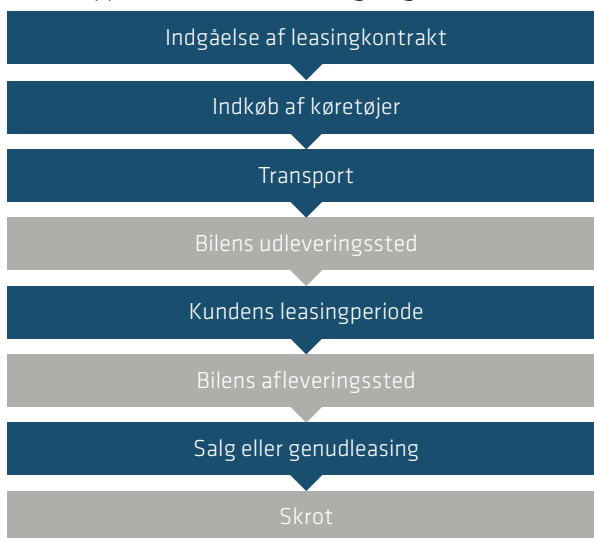 Indgåelse af leasingkontrakt
Indkøb af køretøjer
Transport
Bilens udleveringssted
Kundens leasingperiode
Bilens afleveringssted
Salg eller genudleasing
Skrot